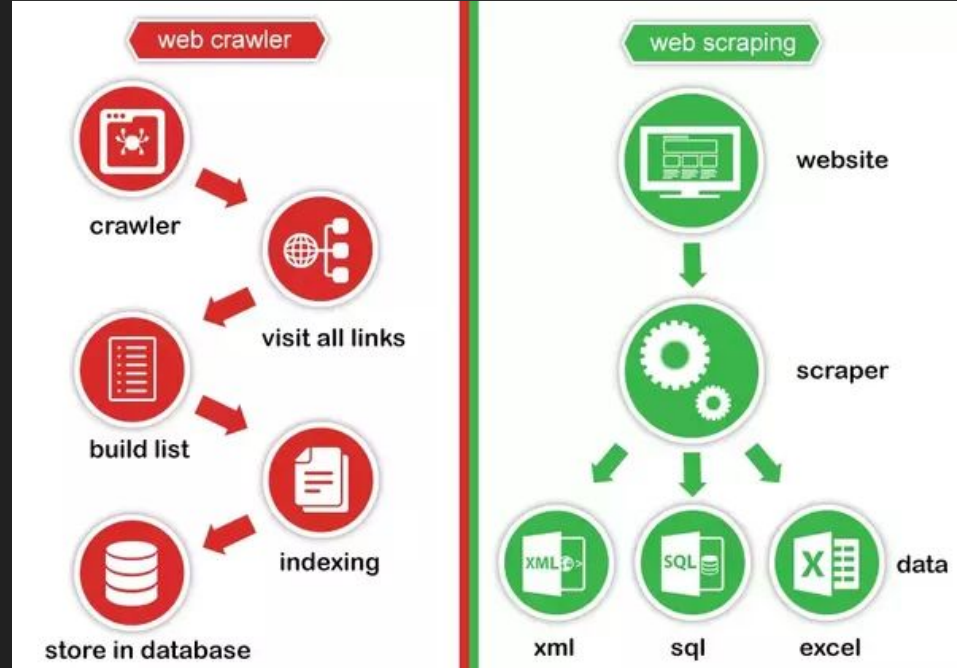 web crawler
crawler
visit all links
build list
indexing
store in database
web scraping
website
scraper
XML
SQL
X
data
xml
sql
excel